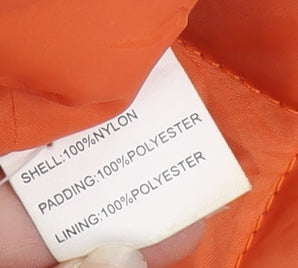 SHELL:100%NYLON
PADDING:100%POLYESTER
LINING:100%POLYESTER